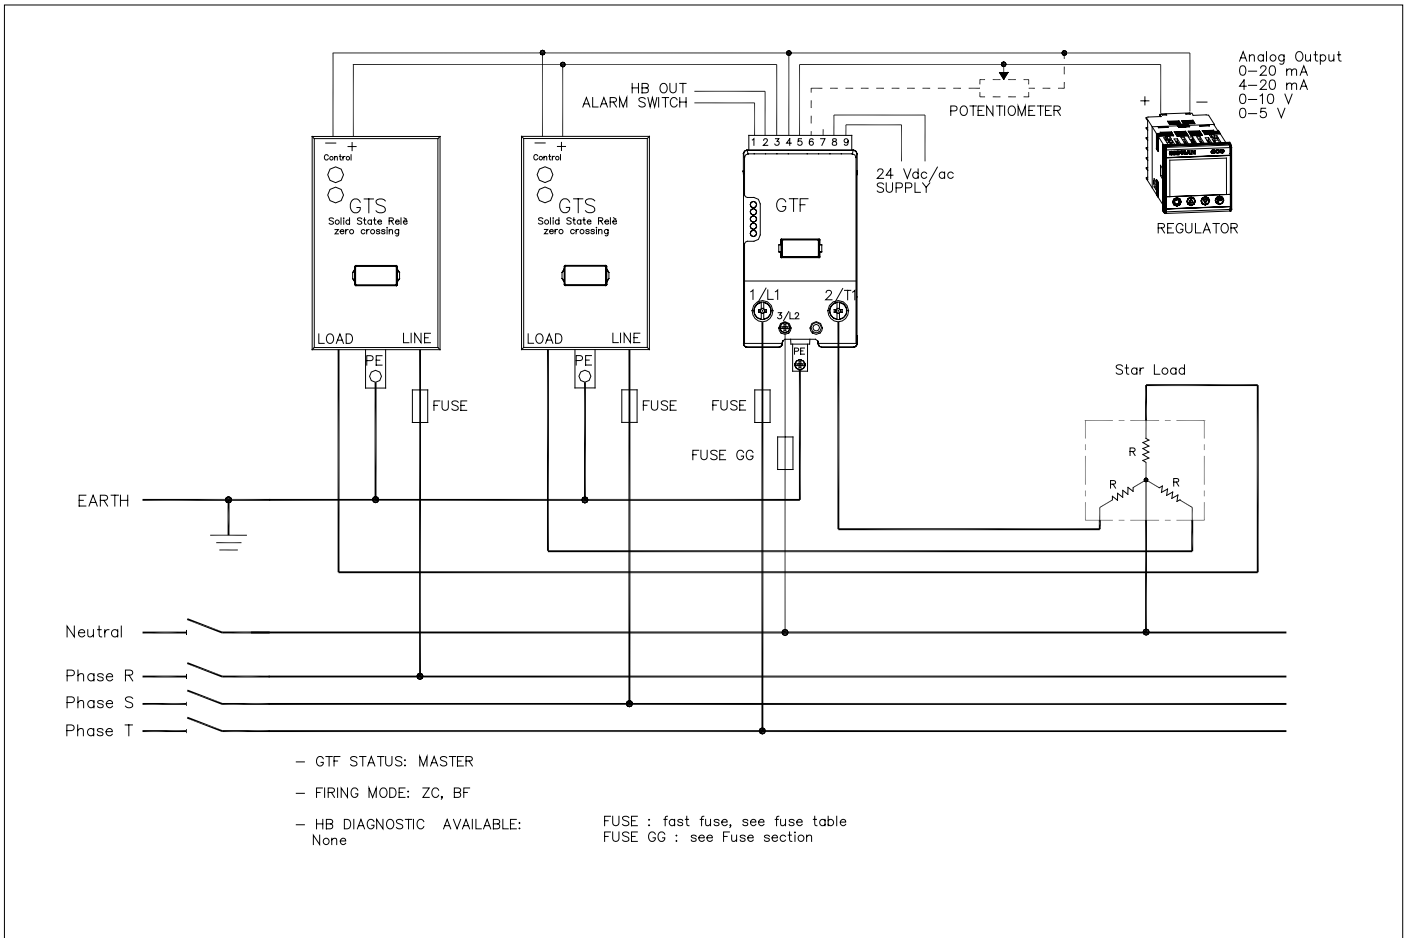 Analog Output
0-20 mA
4-20 mA
0-10 V
0-5 V
HB OUT
ALARM SWITCH
POTENTIOMETER
+ -
- +
Control
GTS
Solid State Relè
zero crossing
LOAD LINE
PE
- +
Control
GTS
Solid State Relè
zero crossing
LOAD LINE
PE
1 2 3 4 5 6 7 8 9
GTF
1/L1 2/T1
3/L2
PE
24 Vdc/ac
SUPPLY
REGULATOR
FUSE
FUSE
FUSE
FUSE GG
Star Load
R
R
R
EARTH
Neutral
Phase R
Phase S
Phase T
- GTF STATUS: MASTER
- FIRING MODE: ZC, BF
- HB DIAGNOSTIC AVAILABLE:
None
FUSE : fast fuse, see fuse table
FUSE GG : see Fuse section